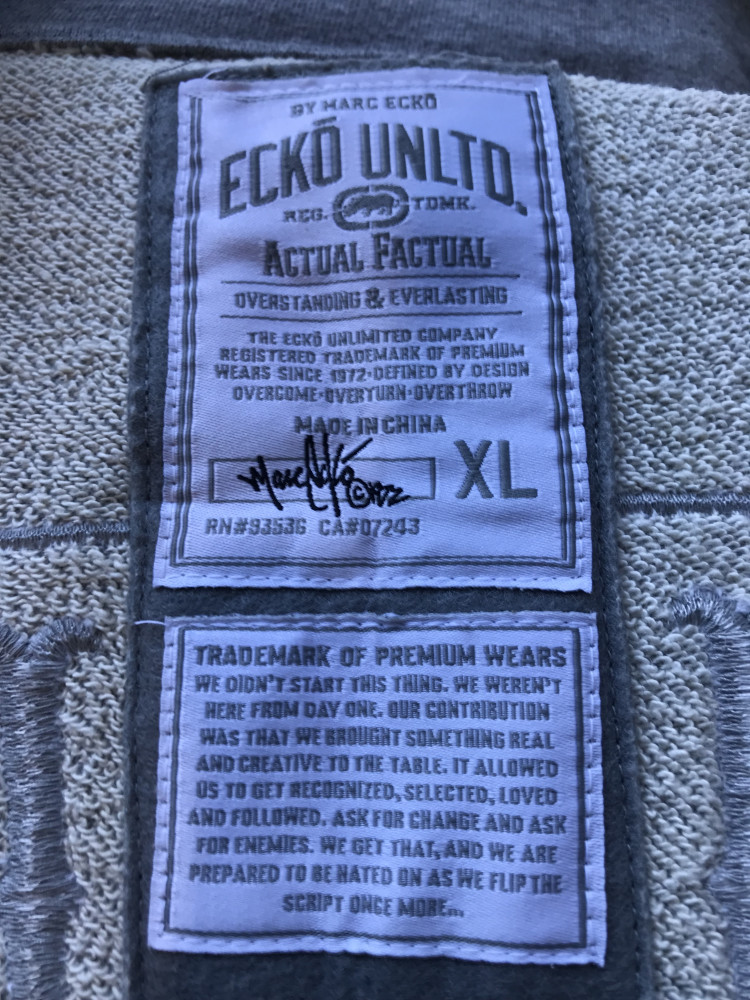 BY MARC ECKŌ
ECKŌ UNLTD.
REG. TDMK.
ACTUAL FACTUAL
OVERSTANDING & EVERLASTING
THE ECKŌ UNLIMITED COMPANY
REGISTERED TRADEMARK OF PREMIUM
WEARS SINCE 1972·DEFINED BY DESIGN
OVERCOME·OVERTURN·OVERTHROW
MADE IN CHINA
Marc Eckō ©1972 XL
RN#93536 CA#07243
TRADEMARK OF PREMIUM WEARS
WE DIDN'T START THIS THING. WE WEREN'T
HERE FROM DAY ONE. OUR CONTRIBUTION
WAS THAT WE BROUGHT SOMETHING REAL
AND CREATIVE TO THE TABLE. IT ALLOWED
US TO GET RECOGNIZED, SELECTED, LOVED
AND FOLLOWED. ASK FOR CHANGE AND ASK
FOR ENEMIES. WE GET THAT, AND WE ARE
PREPARED TO BE HATED ON AS WE FLIP THE
SCRIPT ONCE MORE...